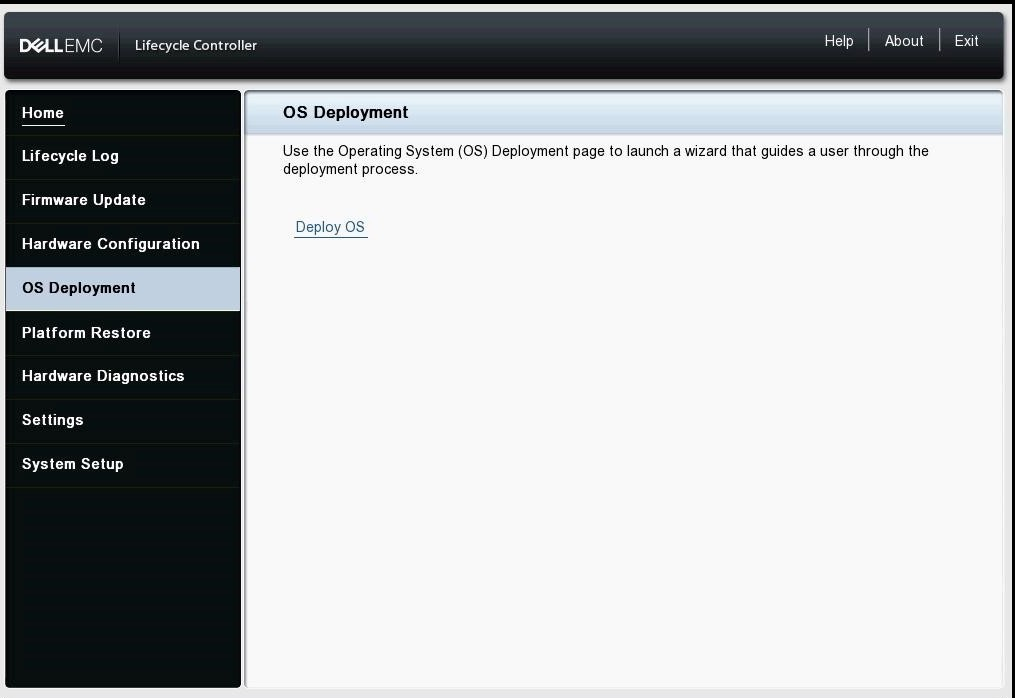 DELLEMC
Lifecycle Controller
Help
About
Exit
Home
Lifecycle Log
Firmware Update
Hardware Configuration
OS Deployment
Platform Restore
Hardware Diagnostics
Settings
System Setup
OS Deployment
Use the Operating System (OS) Deployment page to launch a wizard that guides a user through the
deployment process.
Deploy OS